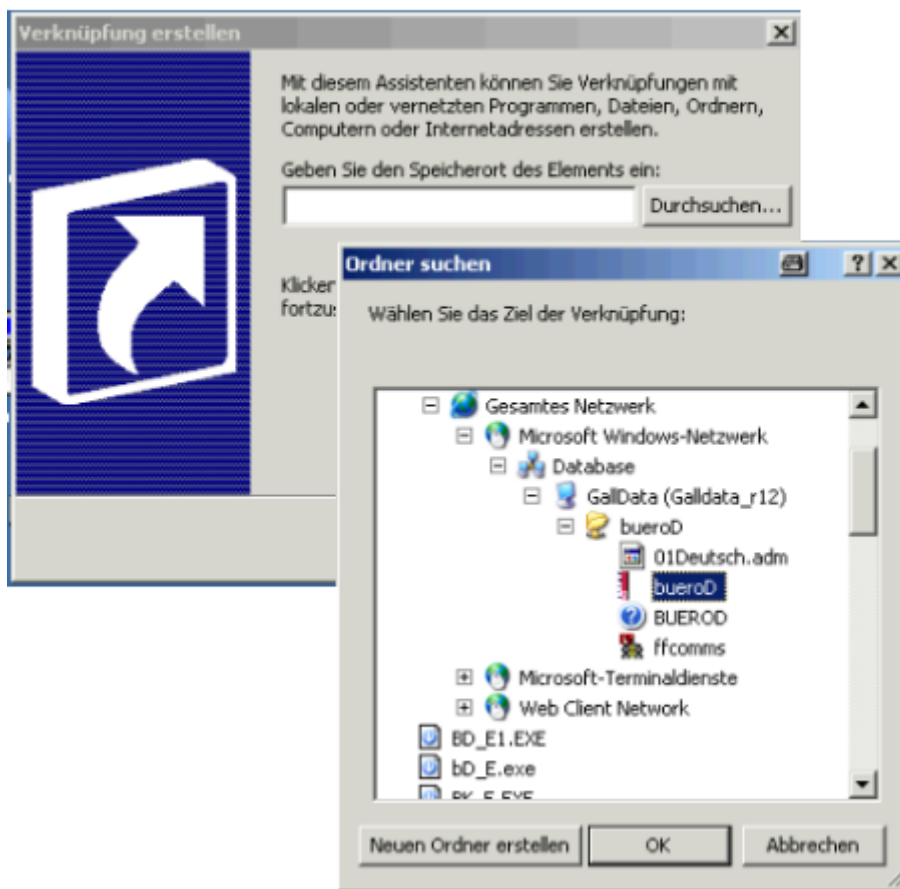 Verknüpfung erstellen
Mit diesem Assistenten können Sie Verknüpfungen mit
lokalen oder vernetzten Programmen, Dateien, Ordnern,
Computern oder Internetadressen erstellen.
Geben Sie den Speicherort des Elements ein:
Durchsuchen...
Klicken
fortzu
Ordner suchen
Wählen Sie das Ziel der Verknüpfung:
Gesamtes Netzwerk
Microsoft Windows-Netzwerk
Database
GallData (Galldata_r12)
bueroD
01Deutsch.adm
bueroD
BUEROD
ffcomms
Microsoft-Terminaldienste
Web Client Network
BD_E1.EXE
bD_E.exe
Neuen Ordner erstellen
OK
Abbrechen